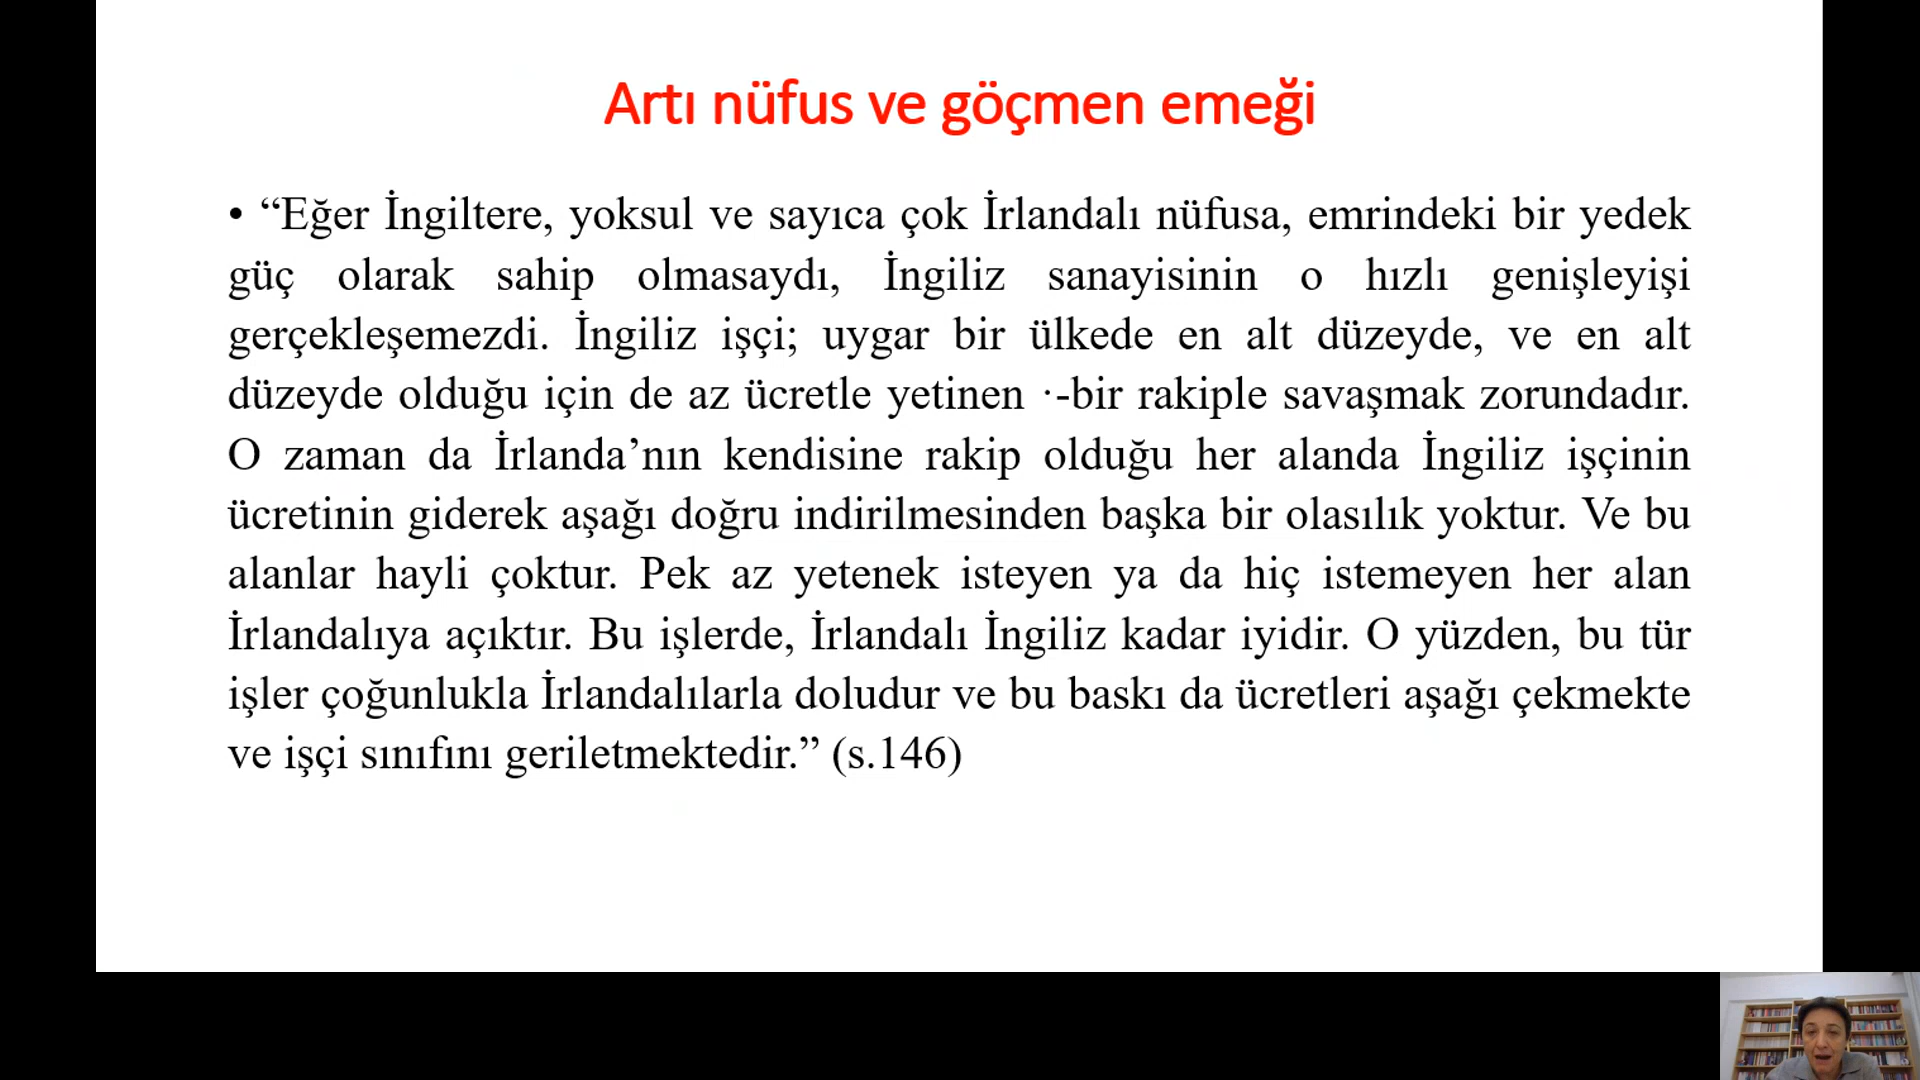 Artı nüfus ve göçmen emeği
• “Eğer İngiltere, yoksul ve sayıca çok İrlandalı nüfusa, emrindeki bir yedek
güç olarak sahip olmasaydı, İngiliz sanayisinin o hızlı genişleyişi
gerçekleşemezdi. İngiliz işçi; uygar bir ülkede en alt düzeyde, ve en alt
düzeyde olduğu için de az ücretle yetinen ·-bir rakiple savaşmak zorundadır.
O zaman da İrlanda’nın kendisine rakip olduğu her alanda İngiliz işçinin
ücretinin giderek aşağı doğru indirilmesinden başka bir olasılık yoktur. Ve bu
alanlar hayli çoktur. Pek az yetenek isteyen ya da hiç istemeyen her alan
İrlandalıya açıktır. Bu işlerde, İrlandalı İngiliz kadar iyidir. O yüzden, bu tür
işler çoğunlukla İrlandalılarla doludur ve bu baskı da ücretleri aşağı çekmekte
ve işçi sınıfını geriletmektedir.” (s.146)